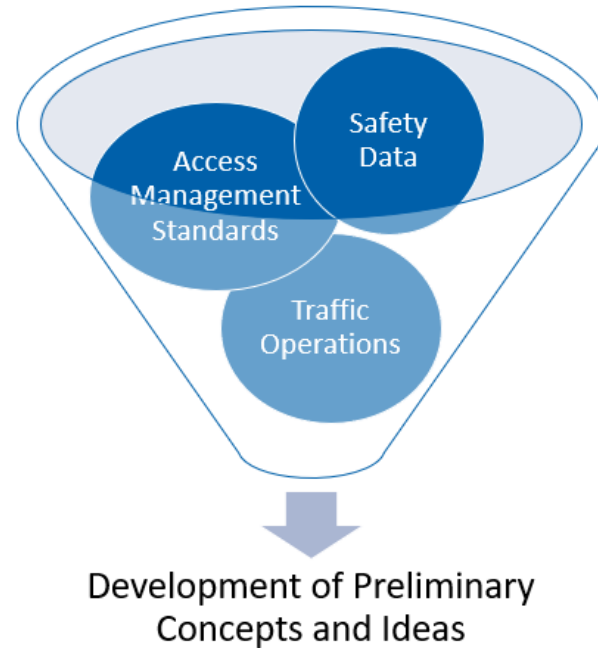 Safety
Data
Access
Management
Standards
Traffic
Operations
Development of Preliminary
Concepts and Ideas